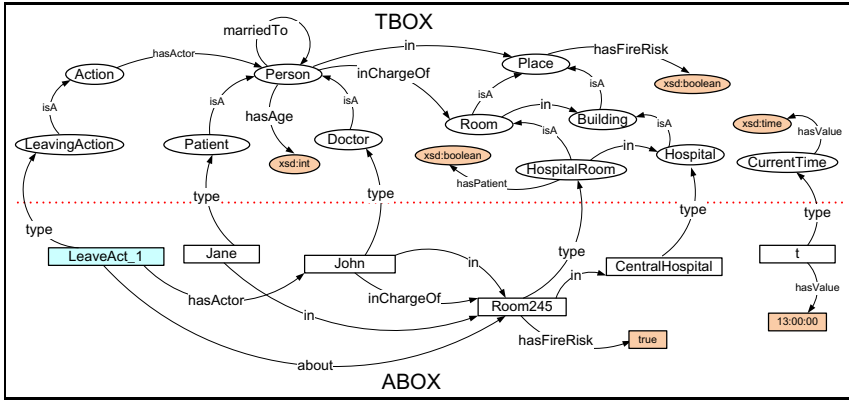 TBOX
marriedTo
hasActor
in
hasFireRisk
Action
Person
Place
inChargeOf
xsd:boolean
isA
isA
isA
isA
isA
hasAge
Room
in
Building
xsd:time
hasValue
LeavingAction
Patient
Doctor
isA
isA
xsd:int
xsd:boolean
in
Hospital
CurrentTime
hasPatient
HospitalRoom
type
type
type
type
type
type
LeaveAct_1
Jane
John
in
in
CentralHospital
t
hasActor
inChargeOf
hasValue
in
Room245
hasFireRisk
true
13:00:00
about
ABOX